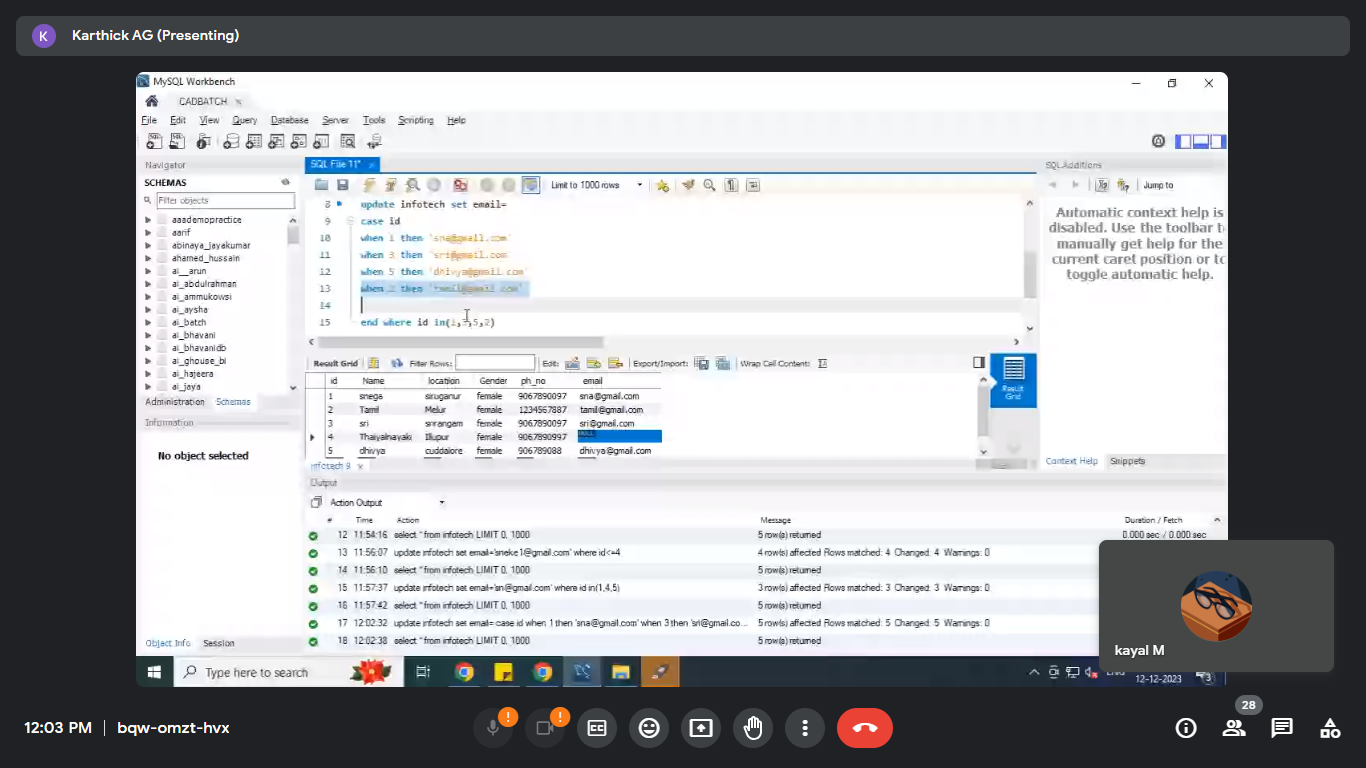 K
Karthick AG (Presenting)
MySQL Workbench
CADBATCH
File Edit View Query Database Server Tools Scripting Help
Navigator
SCHEMAS
Filter objects
aaademopractice
aarif
abinaya_jayakumar
ahamed_hussain
ai__arun
ai_abdulrahman
ai_ammukowsi
ai_aysha
ai_batch
ai_bhavani
ai_bhavanidb
ai_ghouse_bi
ai_hajeera
ai_jaya
Administration Schemas
Information
No object selected
Object Info Session
SQL File 11*
Limit to 1000 rows
8 update infotech set email=
9 case id
10 when 1 then 'sna@gmail.com'
11 when 3 then 'sri@gmail.com'
12 when 5 then 'dhivya@gmail.com'
13 when 2 then 'tamil@gmail.com'
14
15 end where id in(1,3,5,2)
Result Grid Filter Rows: Edit: Export/Import: Wrap Cell Content:
id Name location Gender ph_no email
1 snega siruganur female 9067890097 sna@gmail.com
2 Tamil Melur female 1234567887 tamil@gmail.com
3 sri srirangam female 9067890097 sri@gmail.com
4 Thaiyalnayaki Illupur female 9067890997
5 dhivya cuddalore female 906789088 dhivya@gmail.com
Result Grid
infotech 9
Output
Action Output
# Time Action Message Duration / Fetch
12 11:54:16 select * from infotech LIMIT 0, 1000 5 row(s) returned 0.000 sec / 0.000 sec
13 11:56:07 update infotech set email='sneke1@gmail.com' where id<=4 4 row(s) affected Rows matched: 4 Changed: 4 Warnings: 0
14 11:56:10 select * from infotech LIMIT 0, 1000 5 row(s) returned
15 11:57:37 update infotech set email='sri@gmail.com' where id in(1,4,5) 3 row(s) affected Rows matched: 3 Changed: 3 Warnings: 0
16 11:57:42 select * from infotech LIMIT 0, 1000 5 row(s) returned
17 12:02:32 update infotech set email= case id when 1 then 'sna@gmail.com' when 3 then 'sri@gmail.co... 5 row(s) affected Rows matched: 5 Changed: 5 Warnings: 0
18 12:02:38 select * from infotech LIMIT 0, 1000 5 row(s) returned
SQLAdditions
Jump to
Automatic context help is
disabled. Use the toolbar t
manually get help for the
current caret position or to
toggle automatic help.
Context Help Snippets
kayal M
Type here to search
12-12-2023
3
12:03 PM | bqw-omzt-hvx
28